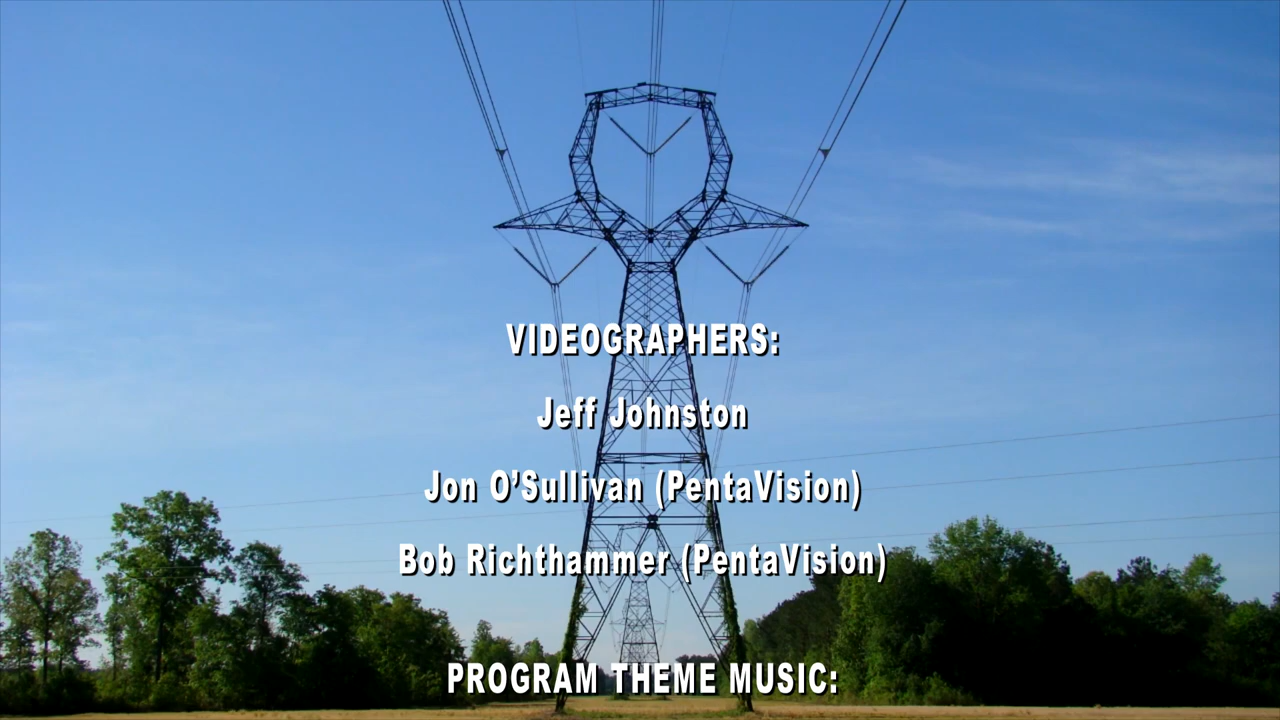 VIDEOGRAPHERS:
Jeff Johnston
Jon O’Sullivan (PentaVision)
Bob Richthammer (PentaVision)
PROGRAM THEME MUSIC: